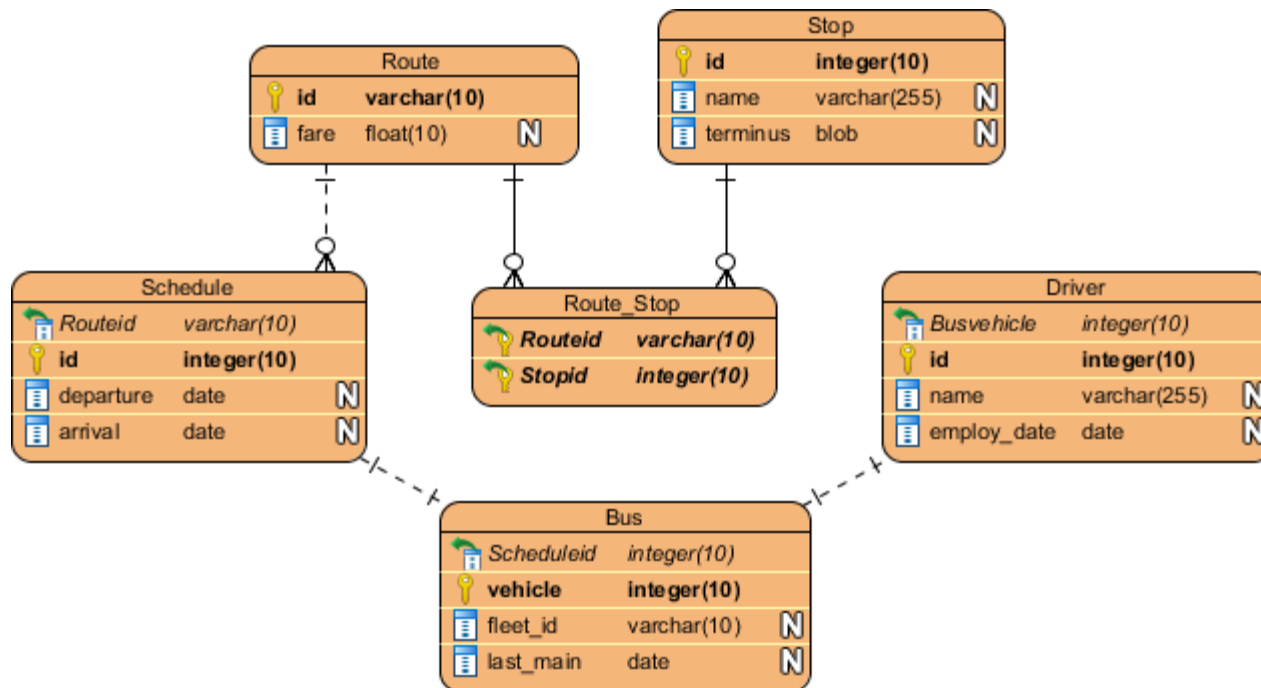 Route
id varchar(10)
fare float(10) N
Stop
id integer(10)
name varchar(255) N
terminus blob N
Schedule
Routeid varchar(10)
id integer(10)
departure date N
arrival date N
Route_Stop
Routeid varchar(10)
Stopid integer(10)
Driver
Busvehicle integer(10)
id integer(10)
name varchar(255) N
employ_date date N
Bus
Scheduleid integer(10)
vehicle integer(10)
fleet_id varchar(10) N
last_main date N